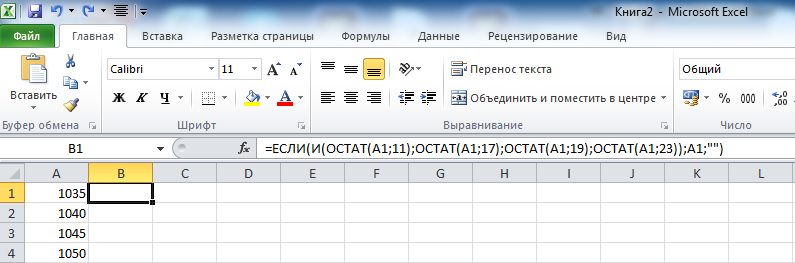 Книга2 - Microsoft Excel
Файл Главная Вставка Разметка страницы Формулы Данные Рецензирование Вид
Вставить
Calibri 11 А А
Ж К Ч А
Перенос текста
Объединить и поместить в центре
Общий
% 000
Буфер обмена Шрифт Выравнивание Число
B1 fx =ЕСЛИ(И(ОСТАТ(A1;11);ОСТАТ(A1;17);ОСТАТ(A1;19);ОСТАТ(A1;23));A1;"")
A B C D E F G H I J K L
1 1035
2 1040
3 1045
4 1050